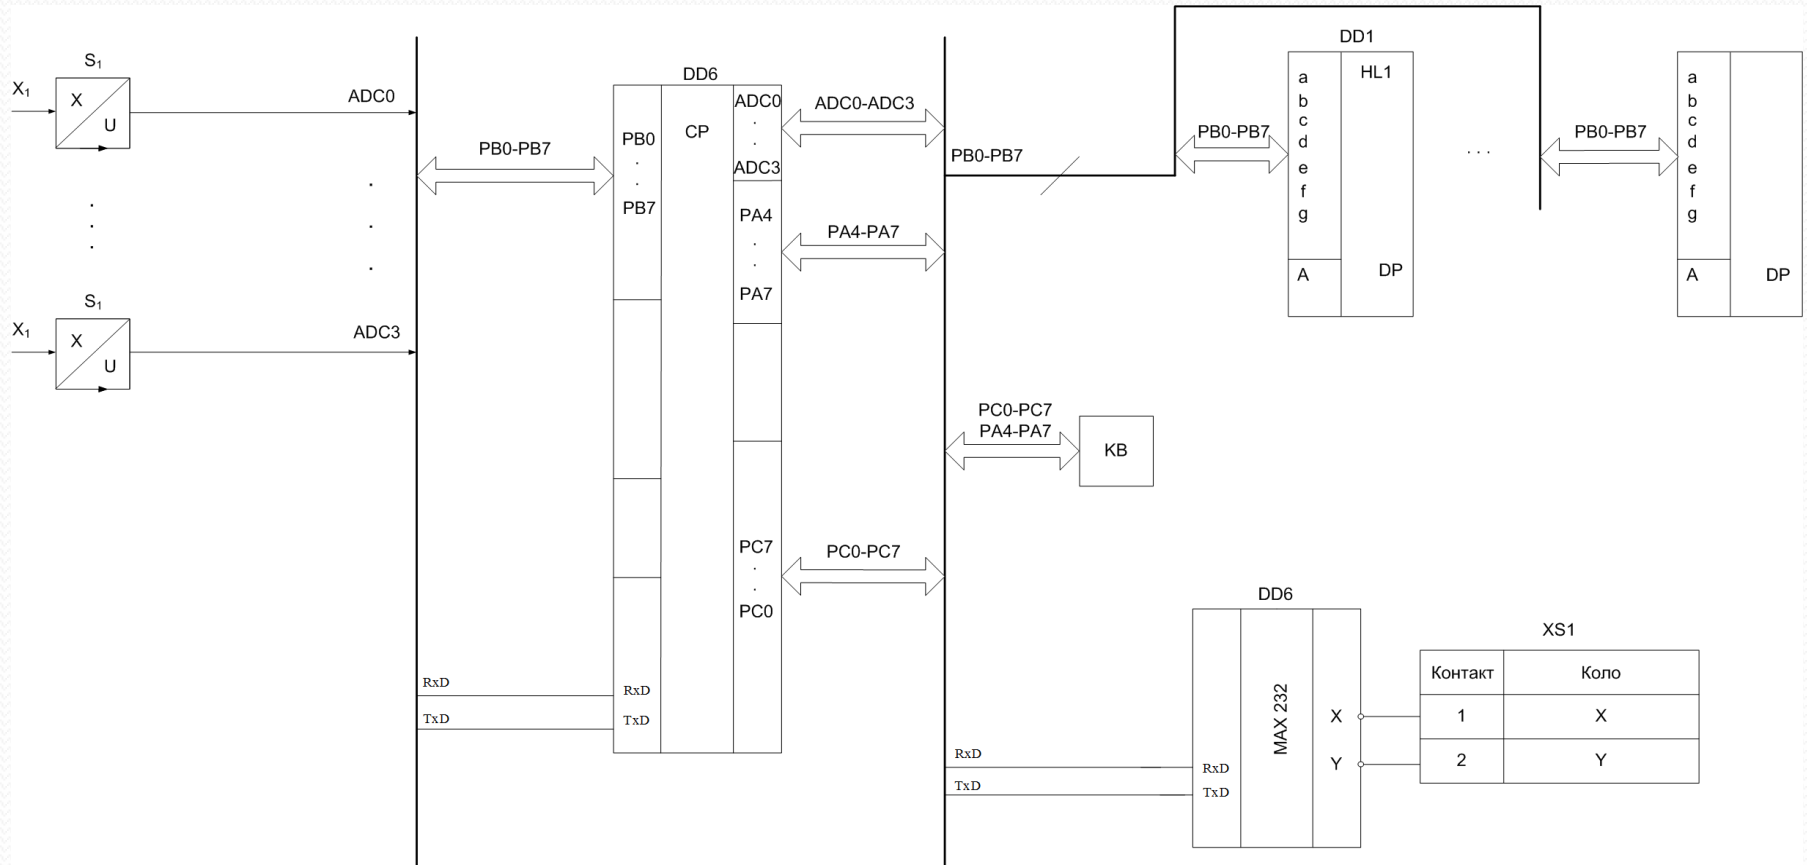 S1
X1
X
U
ADC0
S1
X1
X
U
ADC3
PB0-PB7
RxD
TxD
DD6
PB0
PB7
RxD
TxD
CP
ADC0
ADC3
PA4
PA7
PC7
PC0
ADC0-ADC3
PA4-PA7
PC0-PC7
PB0-PB7
DD1
PB0-PB7
a
b
c
d
e
f
g
A
HL1
DP
. . .
PB0-PB7
a
b
c
d
e
f
g
A
DP
PC0-PC7
PA4-PA7
KB
RxD
TxD
DD6
RxD
TxD
MAX 232
X
Y
XS1
Контакт Коло
1 X
2 Y